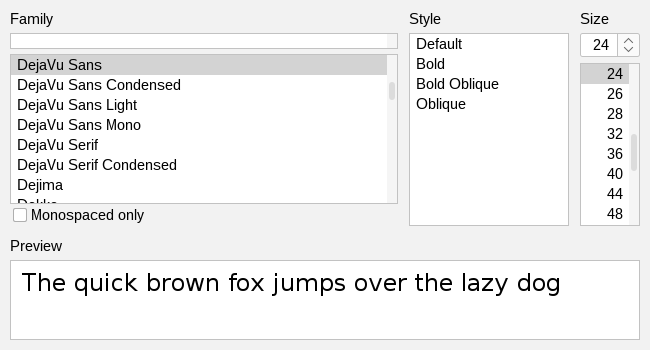 Family
DejaVu Sans
DejaVu Sans Condensed
DejaVu Sans Light
DejaVu Sans Mono
DejaVu Serif
DejaVu Serif Condensed
Dejima
Monospaced only
Style
Default
Bold
Bold Oblique
Oblique
Size
24
24
26
28
32
36
40
44
48
Preview
The quick brown fox jumps over the lazy dog